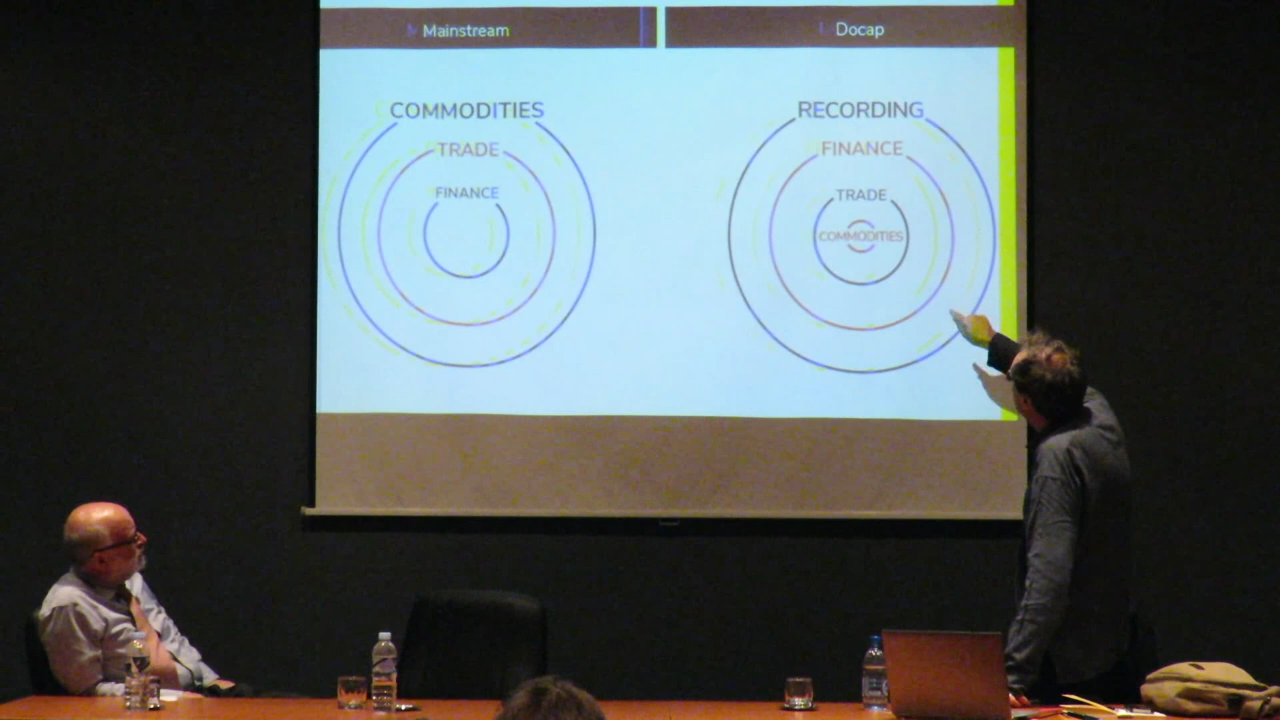 Mainstream
Docap
COMMODITIES
TRADE
FINANCE
RECORDING
FINANCE
TRADE
COMMODITIES